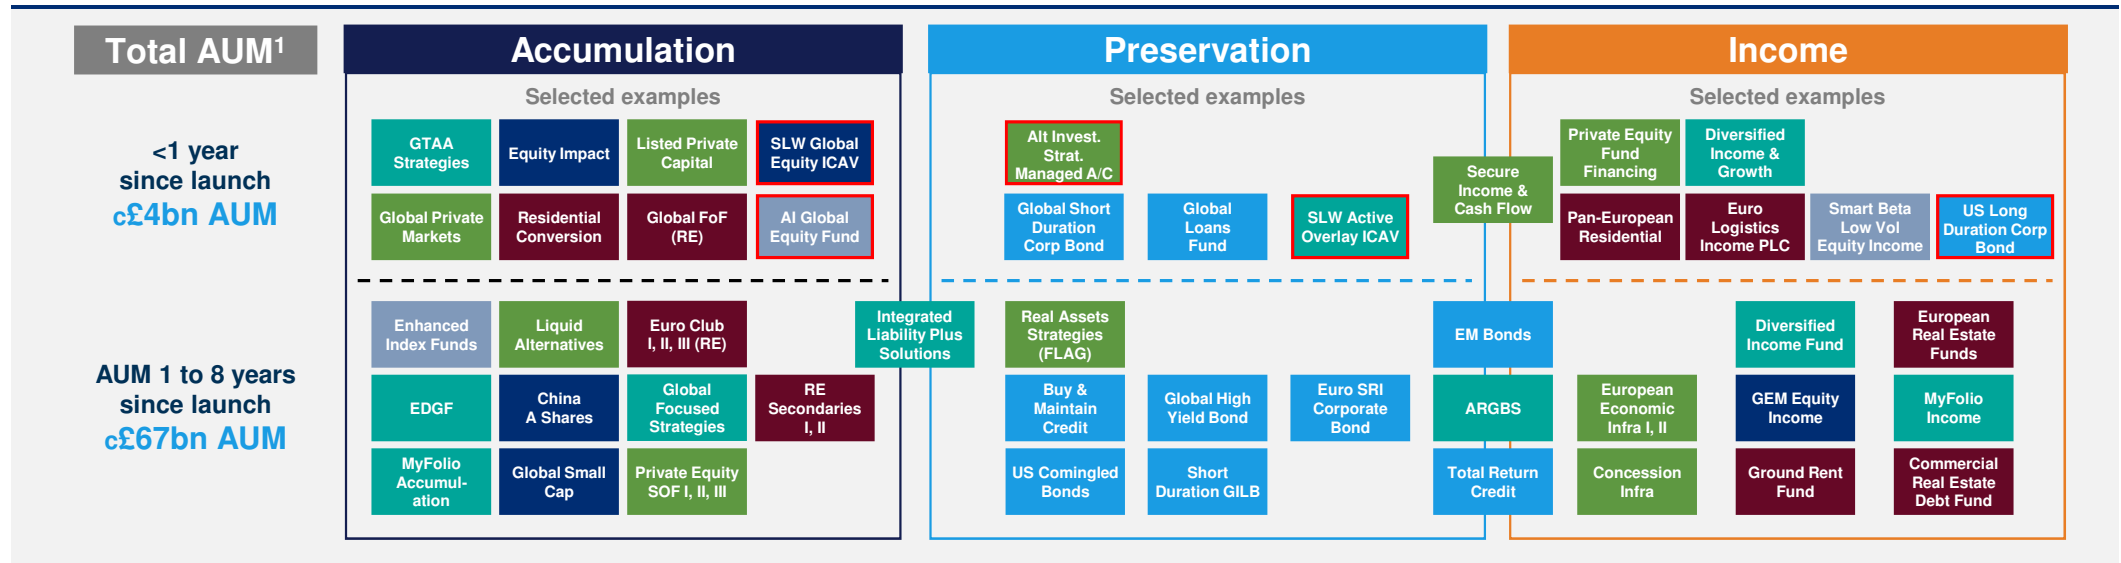 Total AUM1
Accumulation
Preservation
Income
Selected examples
Selected examples
Selected examples
<1 year
since launch
c£4bn AUM
GTAA
Strategies
Equity Impact
Listed Private
Capital
SLW Global
Equity ICAV
Global Private
Markets
Residential
Conversion
Global FoF
(RE)
AI Global
Equity Fund
Alt Invest.
Strat.
Managed A/C
Global Short
Duration
Corp Bond
Global
Loans
Fund
SLW Active
Overlay ICAV
Secure
Income &
Cash Flow
Private Equity
Fund
Financing
Diversified
Income &
Growth
Pan-European
Residential
Euro
Logistics
Income PLC
Smart Beta
Low Vol
Equity Income
US Long
Duration Corp
Bond
AUM 1 to 8 years
since launch
c£67bn AUM
Enhanced
Index Funds
Liquid
Alternatives
Euro Club
I, II, III (RE)
Integrated
Liability Plus
Solutions
EDGF
China
A Shares
Global
Focused
Strategies
RE
Secondaries
I, II
MyFolio
Accumul-
ation
Global Small
Cap
Private Equity
SOF I, II, III
Real Assets
Strategies
(FLAG)
EM Bonds
Buy &
Maintain
Credit
Global High
Yield Bond
Euro SRI
Corporate
Bond
ARGBS
US Comingled
Bonds
Short
Duration GILB
Total Return
Credit
Diversified
Income Fund
European
Real Estate
Funds
European
Economic
Infra I, II
GEM Equity
Income
MyFolio
Income
Concession
Infra
Ground Rent
Fund
Commercial
Real Estate
Debt Fund